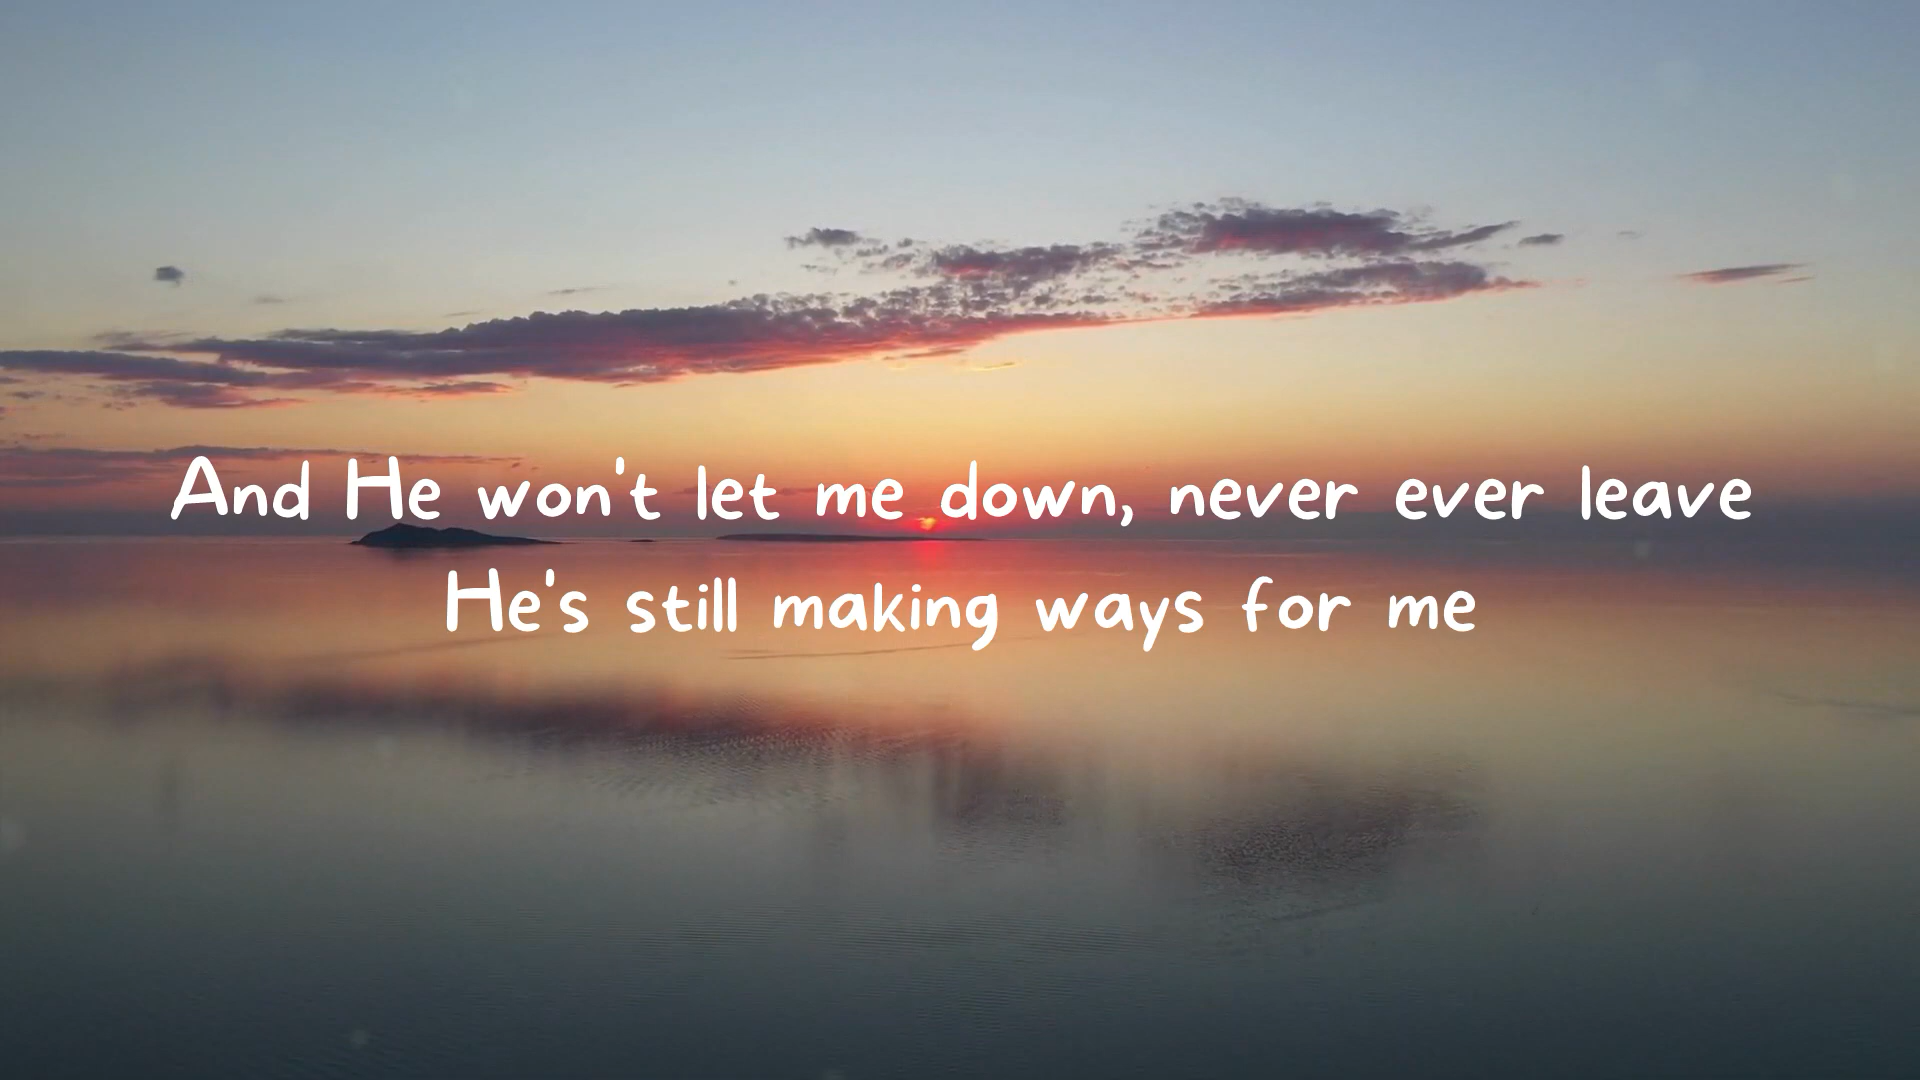 And He won't let me down, never ever leave
He's still making ways for me